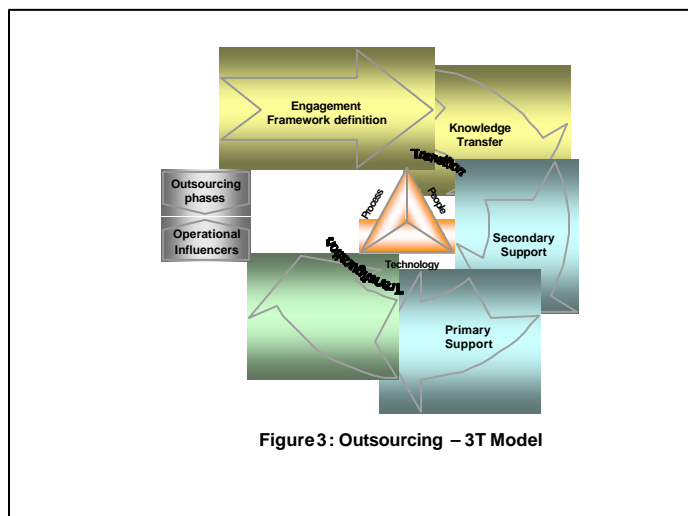 Engagement
Framework definition
Knowledge
Transfer
Transition
Outsourcing
phases
Operational
Influencers
Process
People
Technology
Secondary
Support
Primary
Support
Figure 3 : Outsourcing – 3T Model